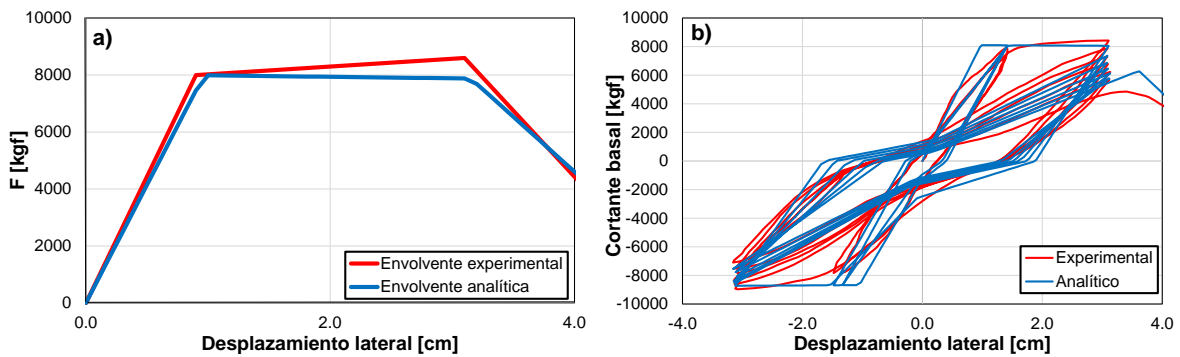 a)
10000
8000
6000
4000
2000
0
F [kgf]
0.0
2.0
4.0
Desplazamiento lateral [cm]
Envolvente experimental
Envolvente analítica
b)
10000
8000
6000
4000
2000
0
-2000
-4000
-6000
-8000
-10000
Cortante basal [kgf]
-4.0
-2.0
0.0
2.0
4.0
Desplazamiento lateral [cm]
Experimental
Analítico